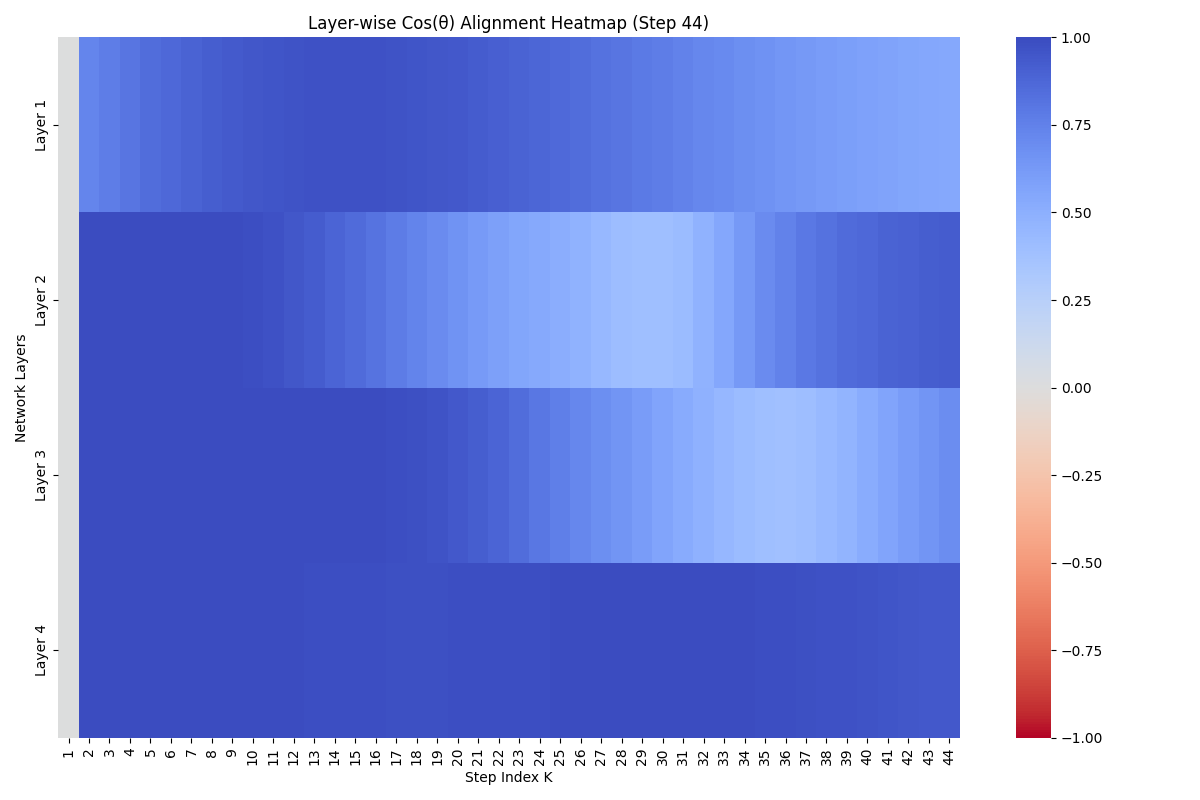 Layer-wise Cos(θ) Alignment Heatmap (Step 44)
Network Layers
Layer 1
Layer 2
Layer 3
Layer 4
1 2 3 4 5 6 7 8 9 10 11 12 13 14 15 16 17 18 19 20 21 22 23 24 25 26 27 28 29 30 31 32 33 34 35 36 37 38 39 40 41 42 43 44
Step Index K
1.00
0.75
0.50
0.25
0.00
−0.25
−0.50
−0.75
−1.00